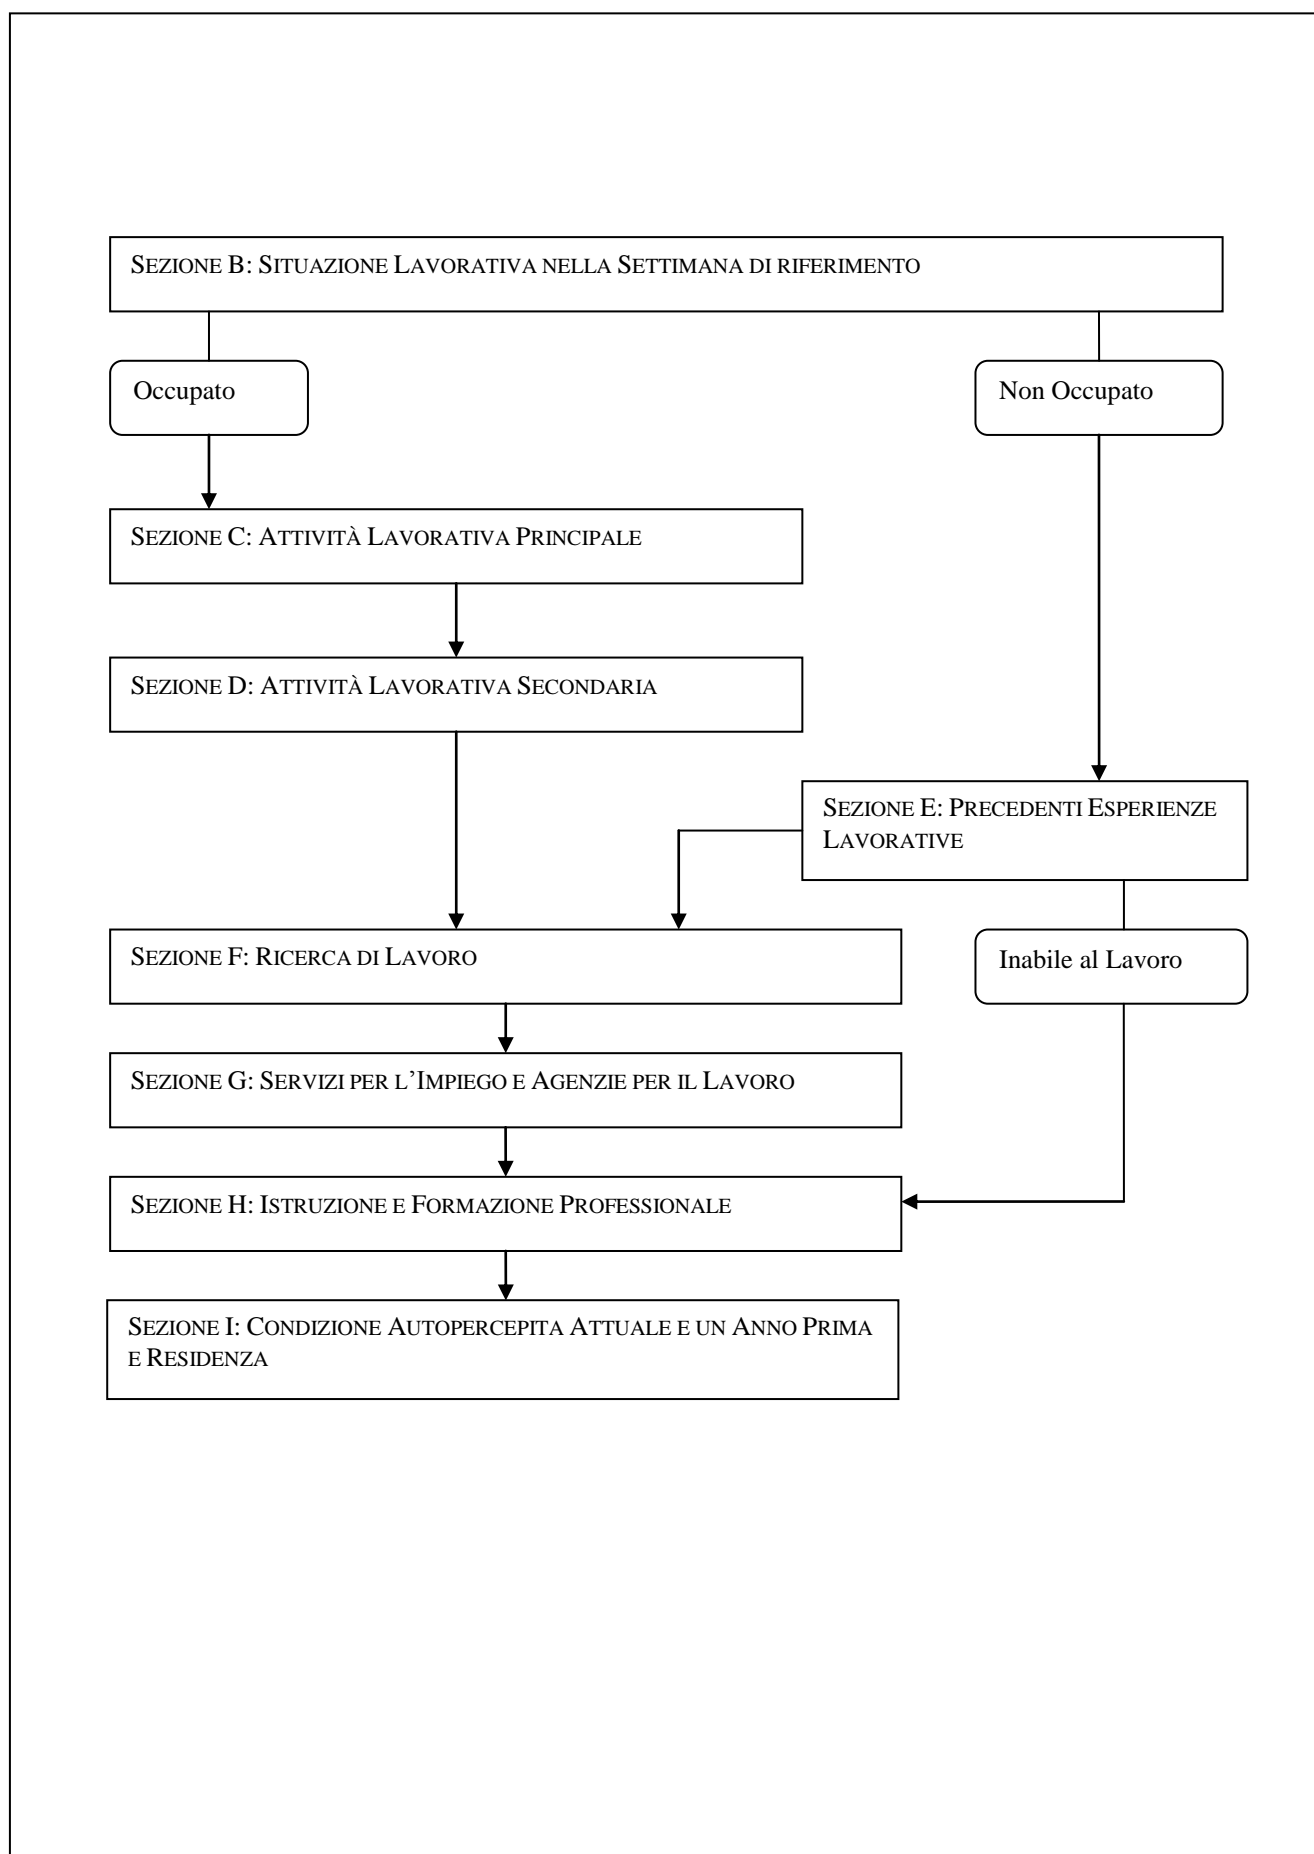 SEZIONE B: SITUAZIONE LAVORATIVA NELLA SETTIMANA DI RIFERIMENTO
Occupato
Non Occupato
SEZIONE C: ATTIVITÀ LAVORATIVA PRINCIPALE
SEZIONE D: ATTIVITÀ LAVORATIVA SECONDARIA
SEZIONE E: PRECEDENTI ESPERIENZE
LAVORATIVE
SEZIONE F: RICERCA DI LAVORO
Inabile al Lavoro
SEZIONE G: SERVIZI PER L’IMPIEGO E AGENZIE PER IL LAVORO
SEZIONE H: ISTRUZIONE E FORMAZIONE PROFESSIONALE
SEZIONE I: CONDIZIONE AUTOPERCEPITA ATTUALE E UN ANNO PRIMA
E RESIDENZA